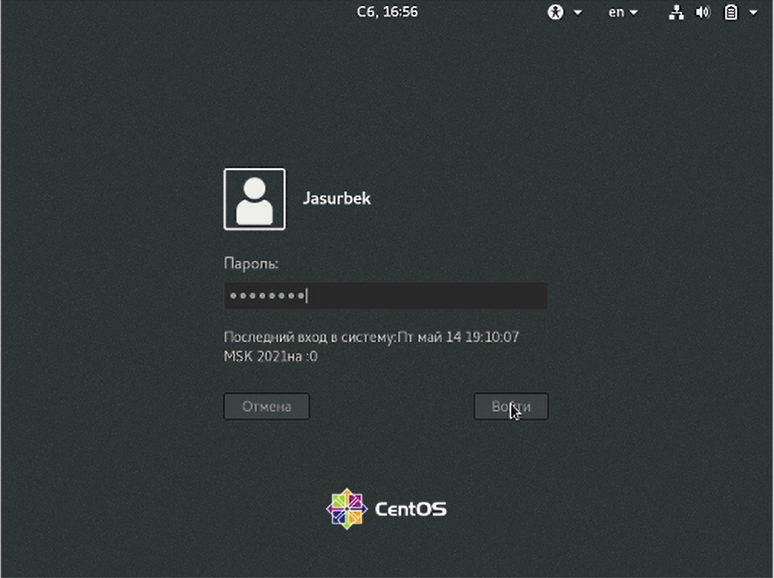 Сб, 16:56 en
Jasurbek
Пароль:
Последний вход в систему:Пт май 14 19:10:07
MSK 2021на :0
Отмена Войти
CentOS